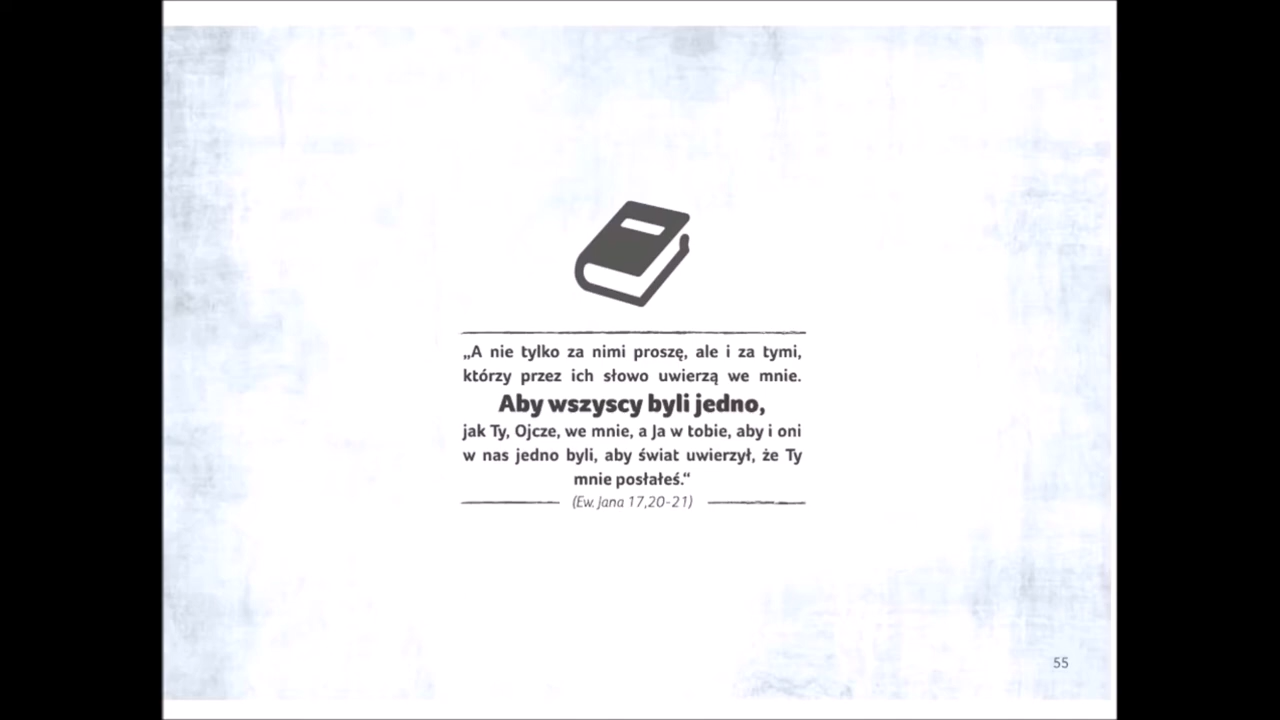 „A nie tylko za nimi proszę, ale i za tymi,
którzy przez ich słowo uwierzą we mnie.
Aby wszyscy byli jedno,
jak Ty, Ojcze, we mnie, a Ja w tobie, aby i oni
w nas jedno byli, aby świat uwierzył, że Ty
mnie posłałeś.“
(Ew. Jana 17,20-21)
55